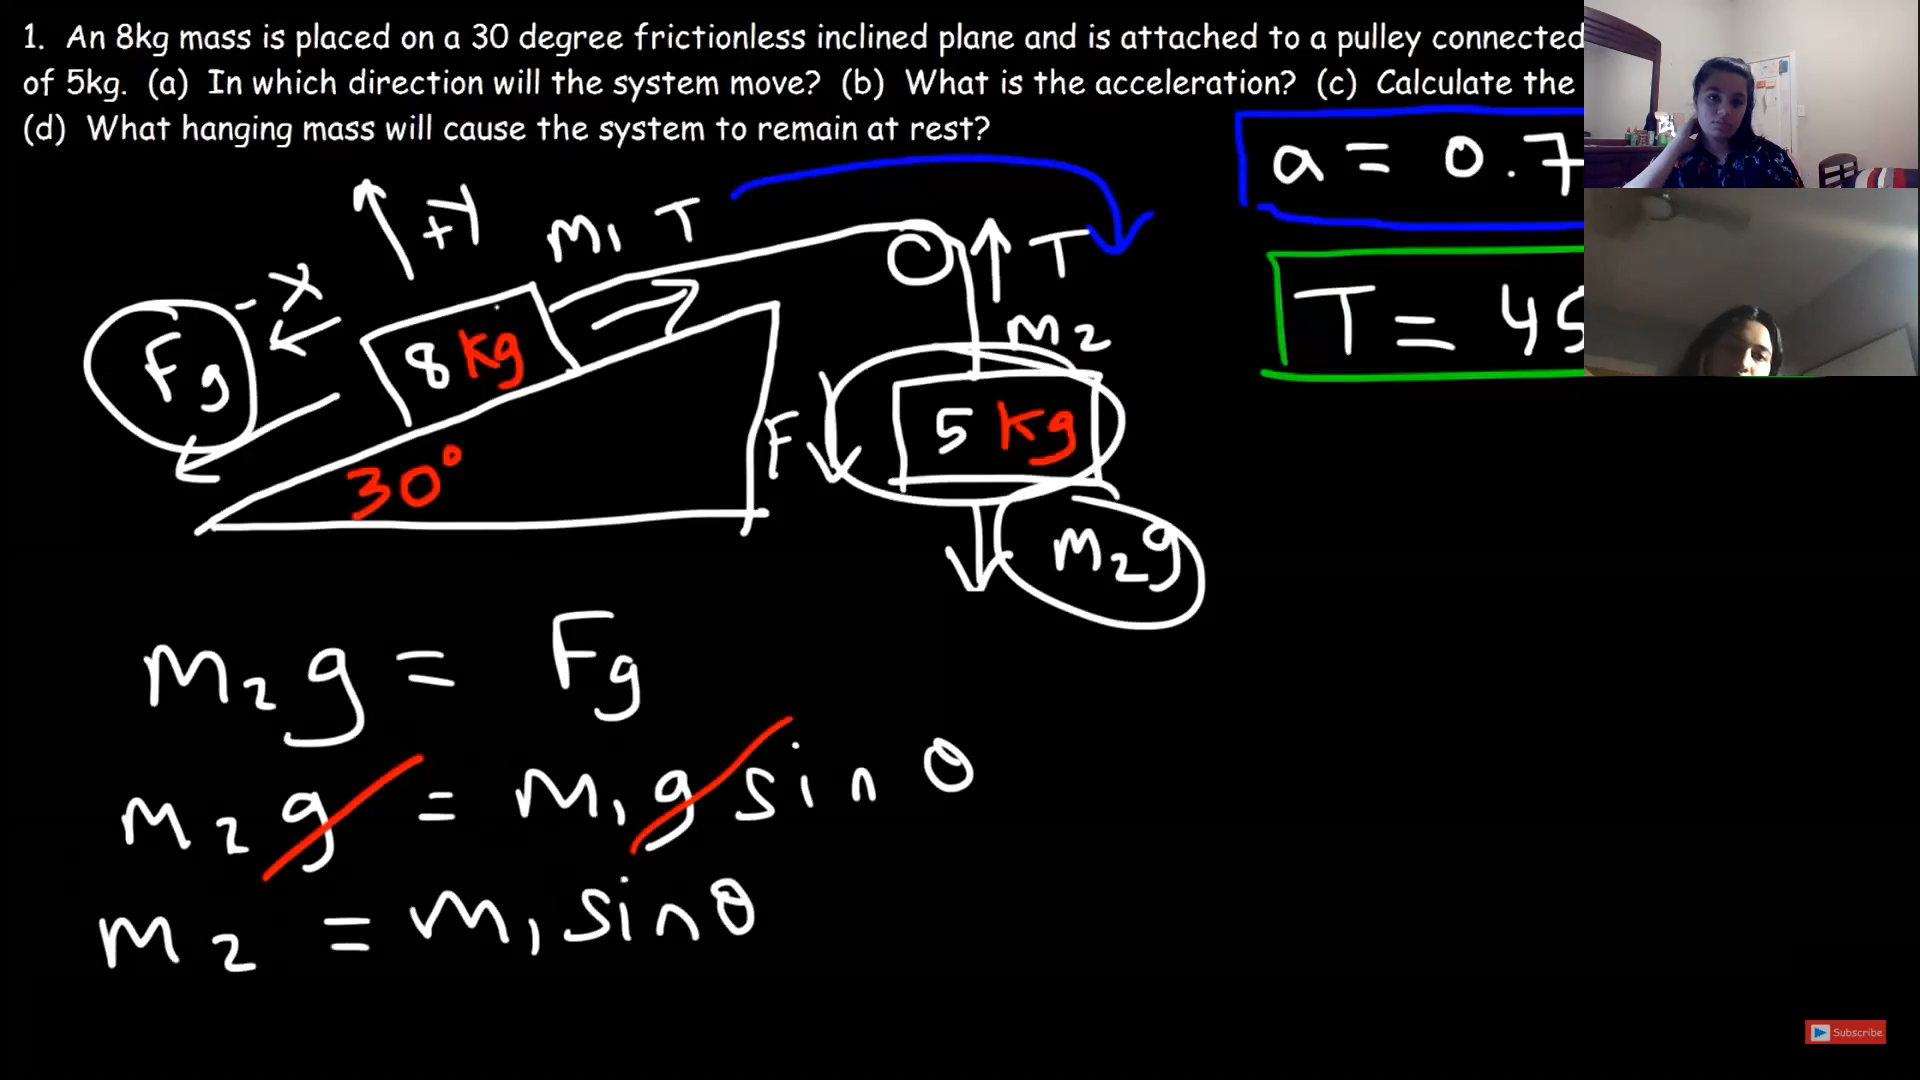 1. An 8kg mass is placed on a 30 degree frictionless inclined plane and is attached to a pulley connected
of 5kg. (a) In which direction will the system move? (b) What is the acceleration? (c) Calculate the
(d) What hanging mass will cause the system to remain at rest?
a = 0.7
T = 45
+y
m₁ T
T
-x
m₂
Fg
8 kg
F
5 kg
30°
m₂g
m₂g = Fg
m₂g = m₁g sin θ
m₂ = m₁ sinθ
Subscribe